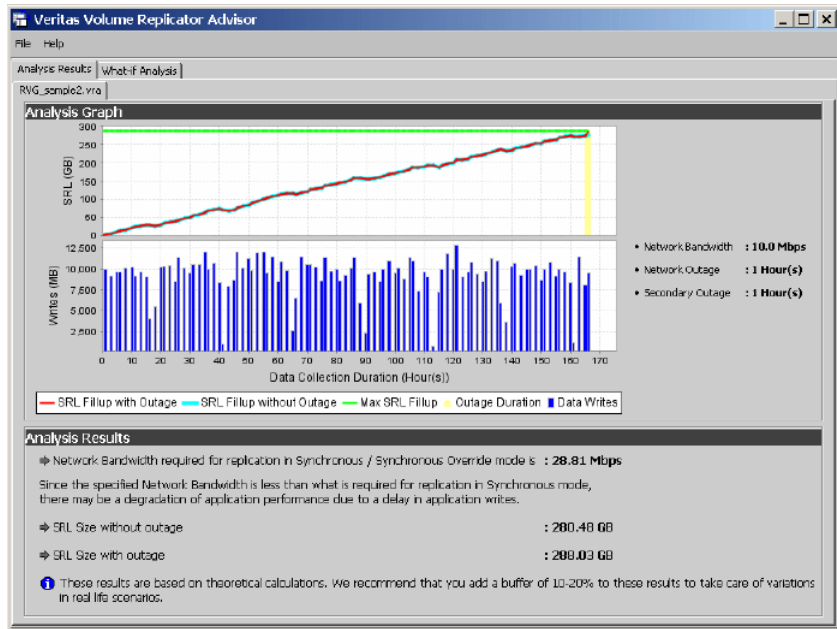 Veritas Volume Replicator Advisor
File Help
Analysis Results What-if Analysis
RVG_sample2.vra
Analysis Graph
300
250
200
150
100
50
0
SRL (GB)
12,500
10,000
7,500
5,000
2,500
Writes (MB)
0 10 20 30 40 50 60 70 80 90 100 110 120 130 140 150 160 170
Data Collection Duration (Hour(s))
SRL Fillup with Outage SRL Fillup without Outage Max SRL Fillup Outage Duration Data Writes
• Network Bandwidth : 10.0 Mbps
• Network Outage : 1 Hour(s)
• Secondary Outage : 1 Hour(s)
Analysis Results
Network Bandwidth required for replication in Synchronous / Synchronous Override mode is : 28.81 Mbps
Since the specified Network Bandwidth is less than what is required for replication in Synchronous mode,
there may be a degradation of application performance due to a delay in application writes.
SRL Size without outage : 280.48 GB
SRL Size with outage : 288.03 GB
These results are based on theoretical calculations. We recommend that you add a buffer of 10-20% to these results to take care of variations
in real life scenarios.